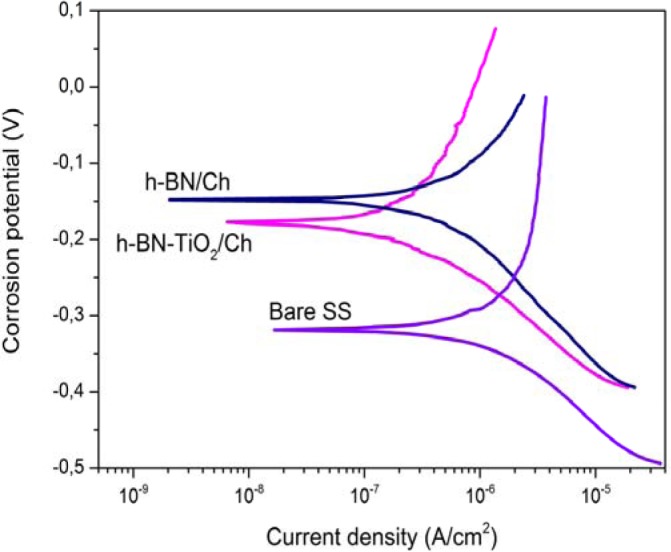 0,1
0,0
-0,1
-0,2
-0,3
-0,4
-0,5
Corrosion potential (V)
h-BN/Ch
h-BN-TiO₂/Ch
Bare SS
10⁻⁹ 10⁻⁸ 10⁻⁷ 10⁻⁶ 10⁻⁵
Current density (A/cm²)